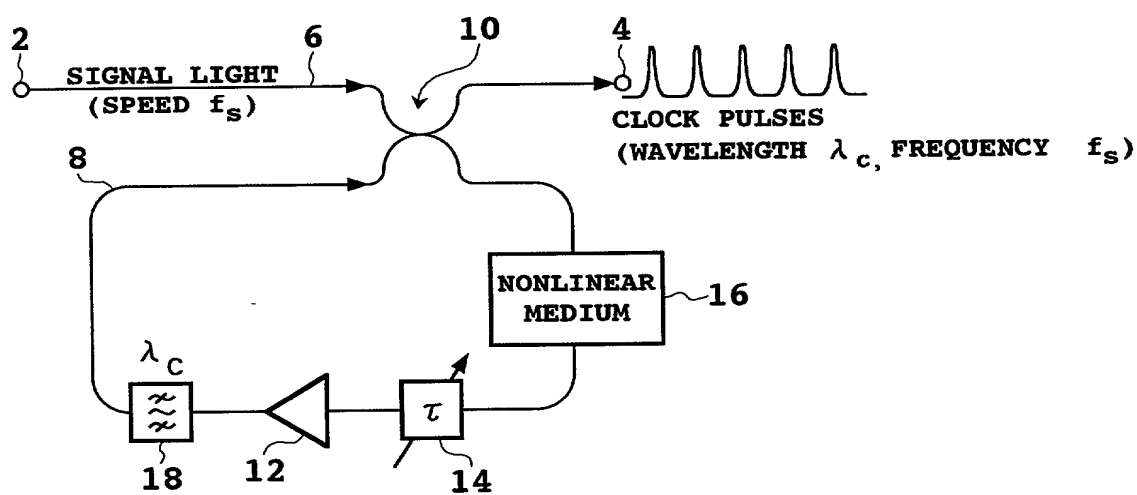 2
6
10
4
SIGNAL LIGHT
(SPEED fs)
CLOCK PULSES
(WAVELENGTH λC, FREQUENCY fs)
8
NONLINEAR
MEDIUM
16
λC
τ
18
12
14